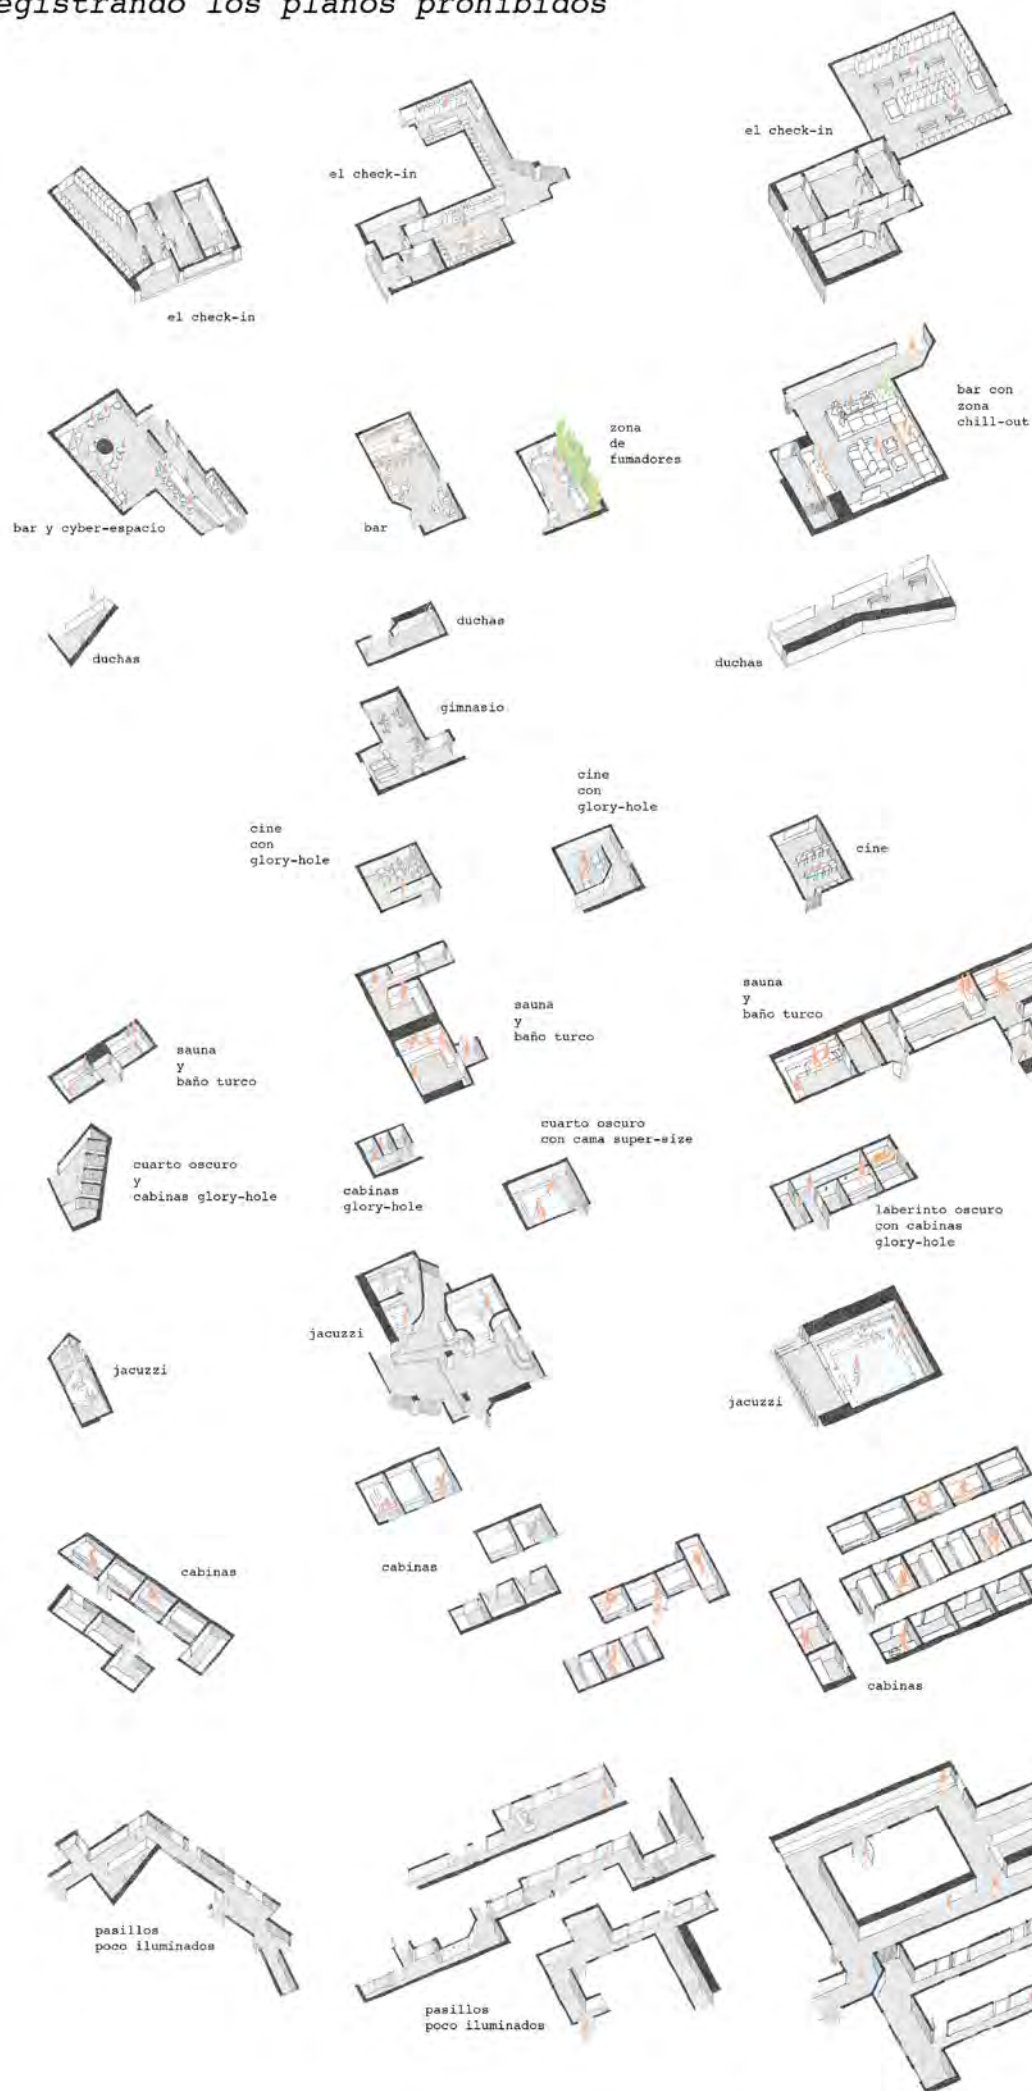 egistrando los planos prohibidos
el check-in
el check-in
el check-in
bar y cyber-espacio
bar
zona
de
fumadores
bar con
zona
chill-out
duchas
duchas
duchas
gimnasio
cine
con
glory-hole
cine
con
glory-hole
cine
sauna
y
baño turco
sauna
y
baño turco
sauna
y
baño turco
cuarto oscuro
y
cabinas glory-hole
cabinas
glory-hole
cuarto oscuro
con cama super-size
laberinto oscuro
con cabinas
glory-hole
jacuzzi
jacuzzi
jacuzzi
cabinas
cabinas
cabinas
pasillos
poco iluminados
pasillos
poco iluminados